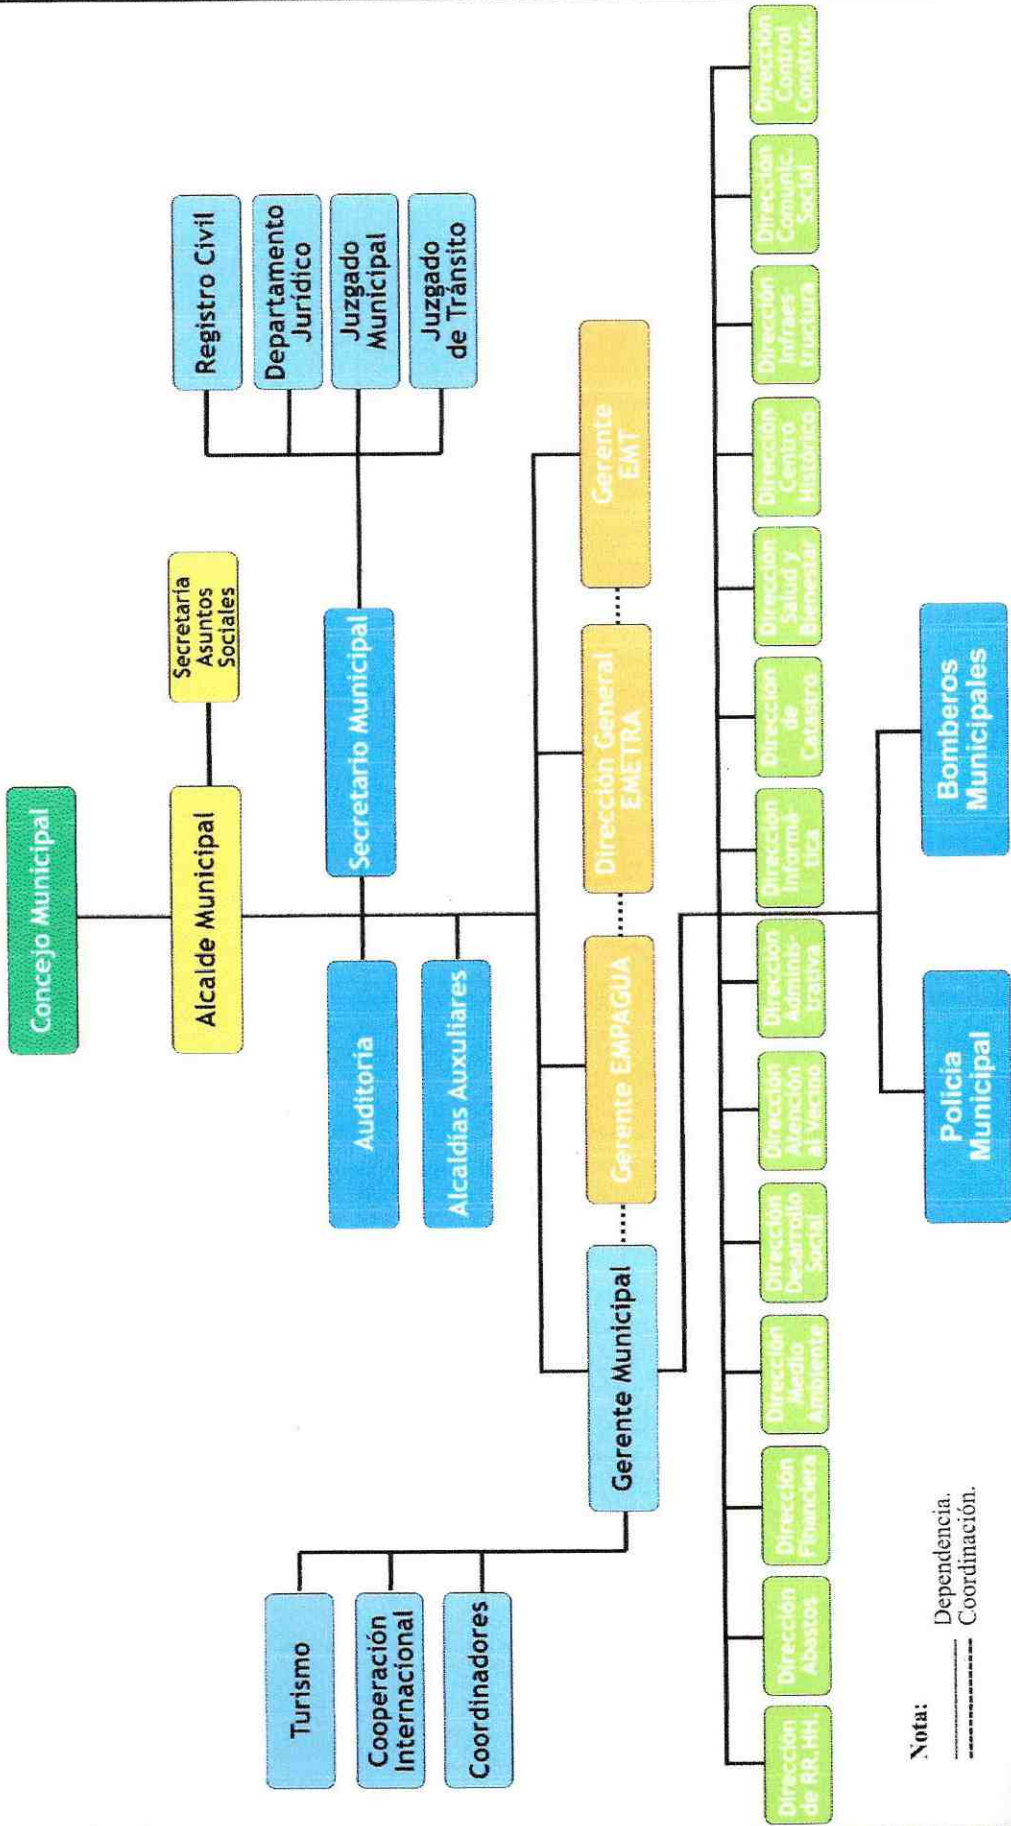 Concejo Municipal
Alcalde Municipal
Secretaría
Asuntos
Sociales
Auditoría
Secretario Municipal
Alcaldías Auxuliares
Registro Civil
Departamento
Jurídico
Juzgado
Municipal
Juzgado
de Tránsito
Turismo
Cooperación
Internacional
Coordinadores
Gerente Municipal
Gerente EMPAGUA
Dirección General
EMETRA
Gerente
EMT
Dirección
de RR.HH.
Dirección
Abastos
Dirección
Financiera
Dirección
Medio
Ambiente
Dirección
Desarrollo
Social
Dirección
Atención
al Vecino
Dirección
Adminis-
trativa
Dirección
Informá-
tica
Dirección
de
Catastro
Dirección
Salud y
Bienestar
Dirección
Centro
Histórico
Dirección
Infraes
tructura
Dirección
Comunic.
Social
Dirección
Control
Construc.
Policía
Municipal
Bomberos
Municipales
Nota:
Dependencia.
Coordinación.